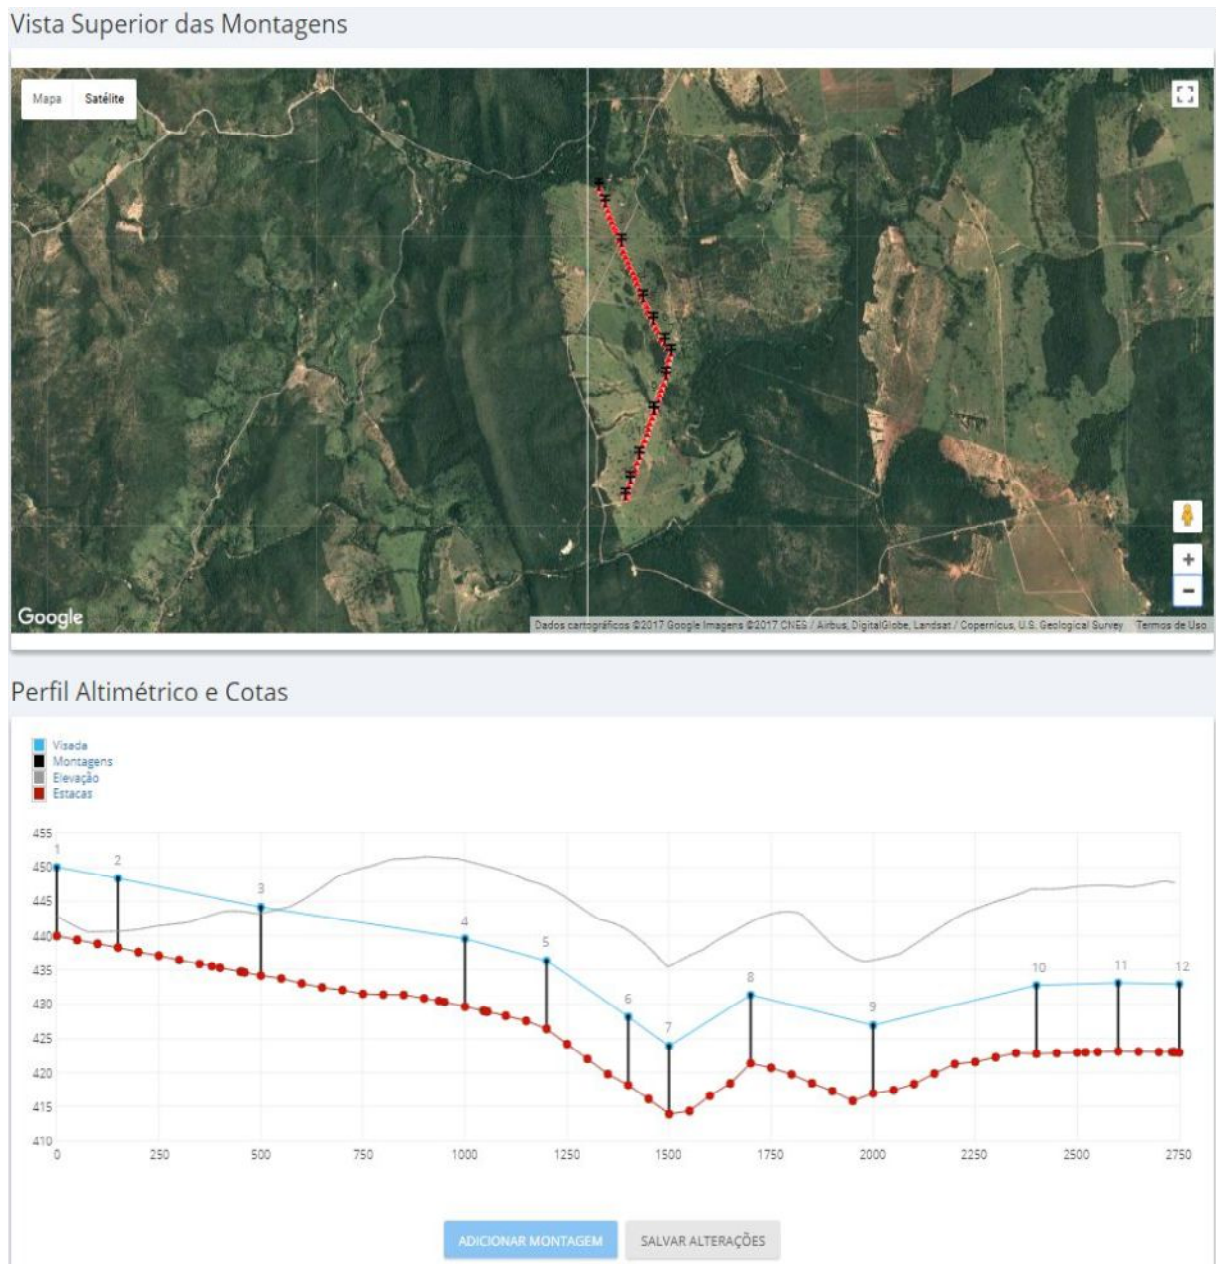 Vista Superior das Montagens
Mapa Satélite
Google
Dados cartográficos ©2017 Google Imagens ©2017 CNES / Airbus, DigitalGlobe, Landsat / Copernicus, U.S. Geological Survey Termos de Uso
Perfil Altimétrico e Cotas
Visada
Montagens
Elevação
Estacas
455
450
445
440
435
430
425
420
415
410
1 2 3 4 5 6 7 8 9 10 11 12
0 250 500 750 1000 1250 1500 1750 2000 2250 2500 2750
ADICIONAR MONTAGEM SALVAR ALTERAÇÕES